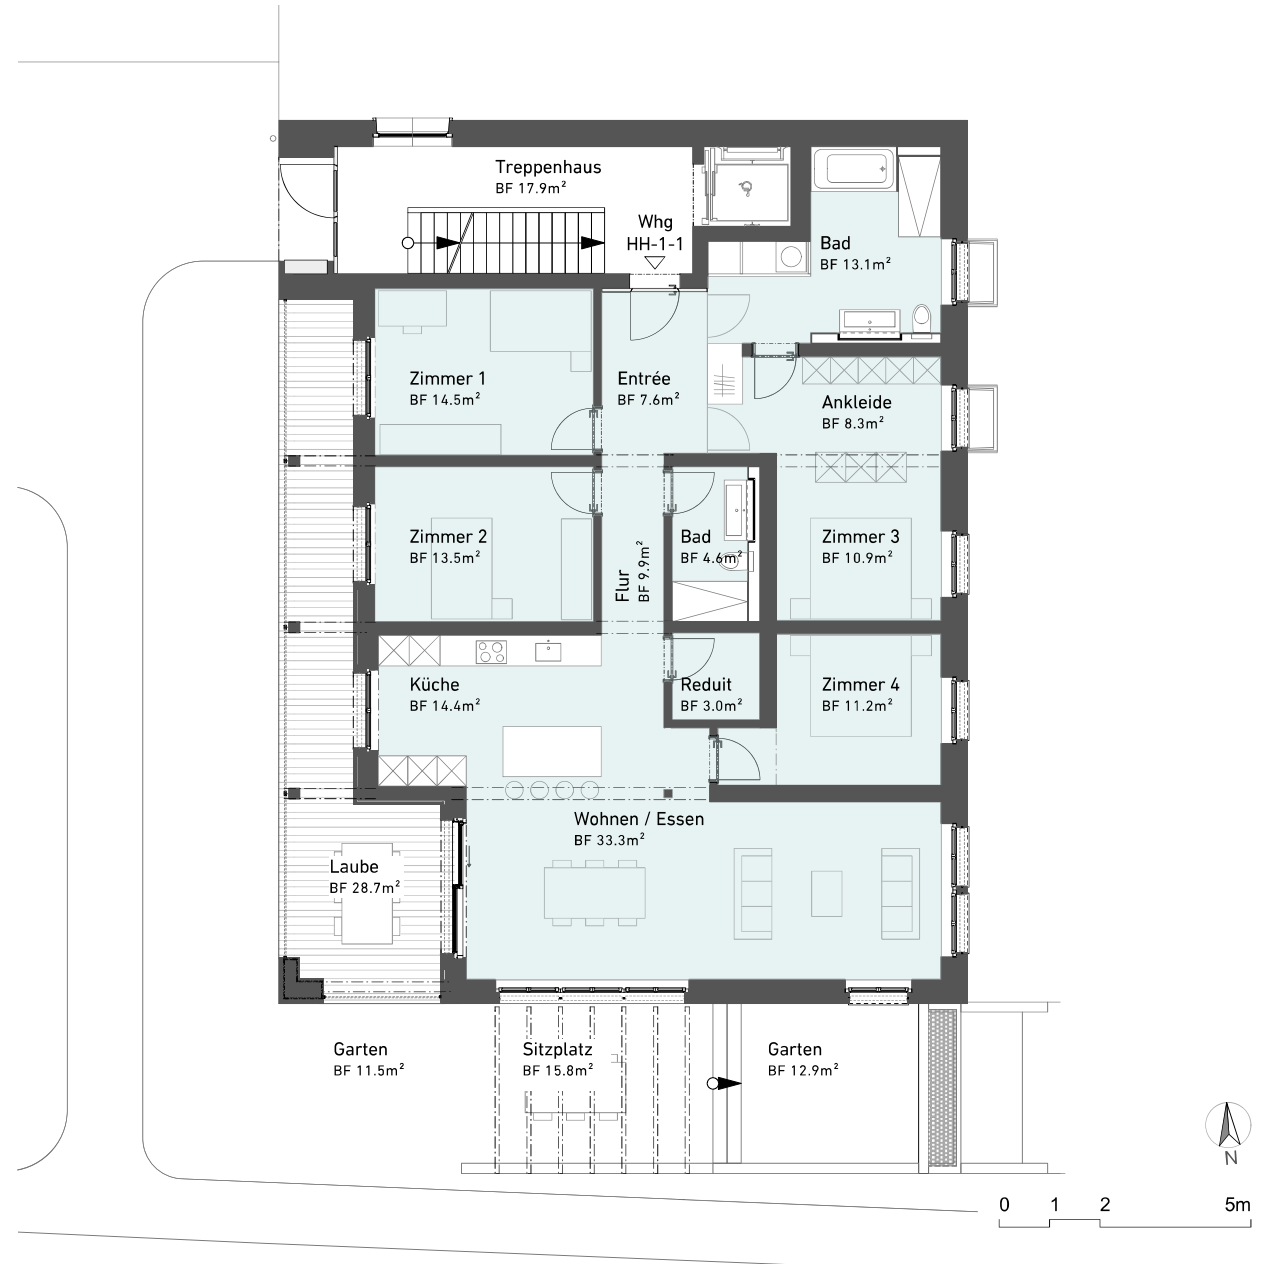 Treppenhaus
BF 17.9m²
Whg
HH-1-1
Bad
BF 13.1m²
Zimmer 1
BF 14.5m²
Entrée
BF 7.6m²
Ankleide
BF 8.3m²
Zimmer 2
BF 13.5m²
Flur
BF 9.9m²
Bad
BF 4.6m²
Zimmer 3
BF 10.9m²
Küche
BF 14.4m²
Reduit
BF 3.0m²
Zimmer 4
BF 11.2m²
Wohnen / Essen
BF 33.3m²
Laube
BF 28.7m²
Garten
BF 11.5m²
Sitzplatz
BF 15.8m²
Garten
BF 12.9m²
N
0 1 2 5m